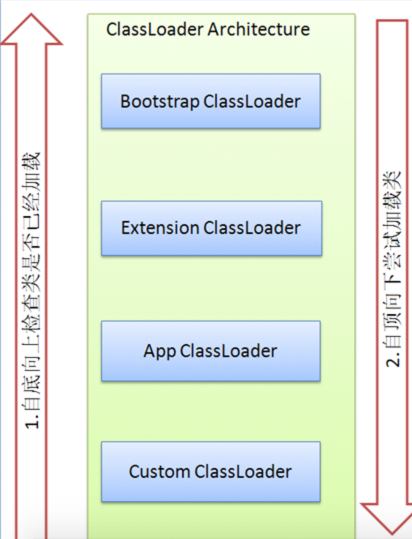 ClassLoader Architecture
Bootstrap ClassLoader
Extension ClassLoader
App ClassLoader
Custom ClassLoader
1.自底向上检查类是否已经加载
2.自顶向下尝试加载类